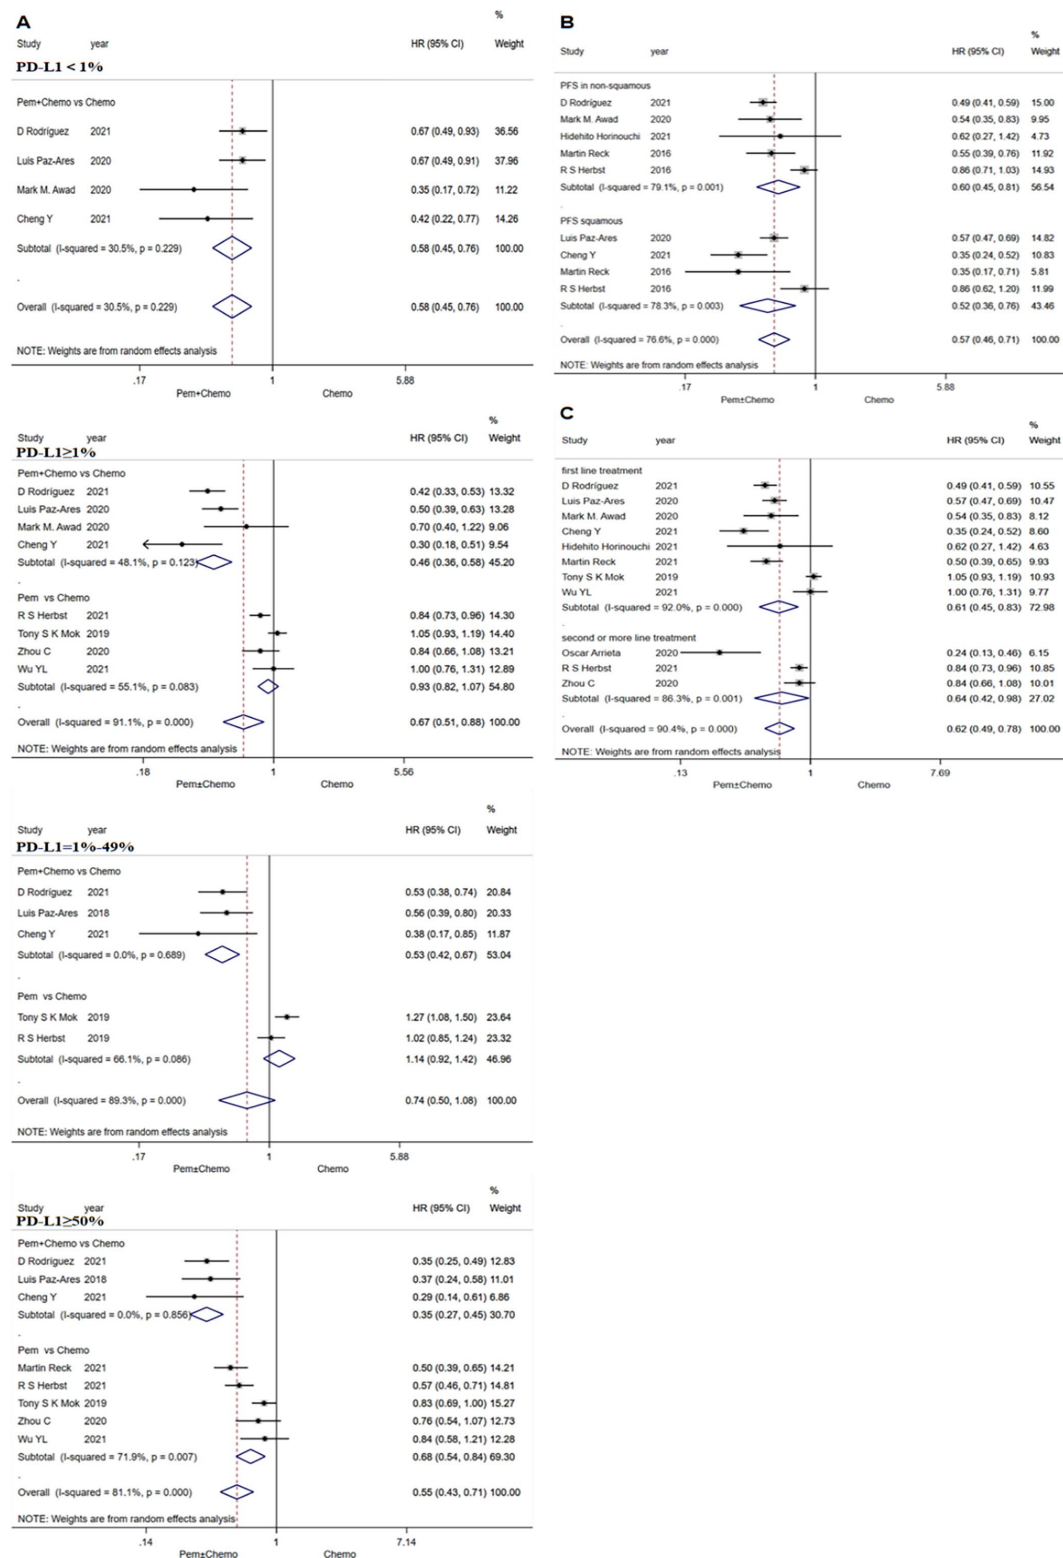 A
%
Study year HR (95% CI) Weight
PD-L1 < 1%
Pem+Chemo vs Chemo
D Rodríguez 2021 0.67 (0.49, 0.93) 36.56
Luis Paz-Ares 2020 0.67 (0.49, 0.91) 37.96
Mark M. Awad 2020 0.35 (0.17, 0.72) 11.22
Cheng Y 2021 0.42 (0.22, 0.77) 14.26
Subtotal (I-squared = 30.5%, p = 0.229) 0.58 (0.45, 0.76) 100.00
.
Overall (I-squared = 30.5%, p = 0.229) 0.58 (0.45, 0.76) 100.00
NOTE: Weights are from random effects analysis
.17 1 5.88
Pem+Chemo Chemo
%
Study year HR (95% CI) Weight
PD-L1≥1%
Pem+Chemo vs Chemo
D Rodríguez 2021 0.42 (0.33, 0.53) 13.32
Luis Paz-Ares 2020 0.50 (0.39, 0.63) 13.28
Mark M. Awad 2020 0.70 (0.40, 1.22) 9.06
Cheng Y 2021 0.30 (0.18, 0.51) 9.54
Subtotal (I-squared = 48.1%, p = 0.123) 0.46 (0.36, 0.58) 45.20
.
Pem vs Chemo
R S Herbst 2021 0.84 (0.73, 0.96) 14.30
Tony S K Mok 2019 1.05 (0.93, 1.19) 14.40
Zhou C 2020 0.84 (0.66, 1.08) 13.21
Wu YL 2021 1.00 (0.76, 1.31) 12.89
Subtotal (I-squared = 55.1%, p = 0.083) 0.93 (0.82, 1.07) 54.80
.
Overall (I-squared = 91.1%, p = 0.000) 0.67 (0.51, 0.88) 100.00
NOTE: Weights are from random effects analysis
.18 1 5.56
Pem±Chemo Chemo
%
Study year HR (95% CI) Weight
PD-L1=1%-49%
Pem+Chemo vs Chemo
D Rodríguez 2021 0.53 (0.38, 0.74) 20.84
Luis Paz-Ares 2018 0.56 (0.39, 0.80) 20.33
Cheng Y 2021 0.38 (0.17, 0.85) 11.87
Subtotal (I-squared = 0.0%, p = 0.689) 0.53 (0.42, 0.67) 53.04
.
Pem vs Chemo
Tony S K Mok 2019 1.27 (1.08, 1.50) 23.64
R S Herbst 2019 1.02 (0.85, 1.24) 23.32
Subtotal (I-squared = 66.1%, p = 0.086) 1.14 (0.92, 1.42) 46.96
.
Overall (I-squared = 89.3%, p = 0.000) 0.74 (0.50, 1.08) 100.00
NOTE: Weights are from random effects analysis
.17 1 5.88
Pem±Chemo Chemo
%
Study year HR (95% CI) Weight
PD-L1≥50%
Pem+Chemo vs Chemo
D Rodríguez 2021 0.35 (0.25, 0.49) 12.83
Luis Paz-Ares 2018 0.37 (0.24, 0.58) 11.01
Cheng Y 2021 0.29 (0.14, 0.61) 6.86
Subtotal (I-squared = 0.0%, p = 0.856) 0.35 (0.27, 0.45) 30.70
.
Pem vs Chemo
Martin Reck 2021 0.50 (0.39, 0.65) 14.21
R S Herbst 2021 0.57 (0.46, 0.71) 14.81
Tony S K Mok 2019 0.83 (0.69, 1.00) 15.27
Zhou C 2020 0.76 (0.54, 1.07) 12.73
Wu YL 2021 0.84 (0.58, 1.21) 12.28
Subtotal (I-squared = 71.9%, p = 0.007) 0.68 (0.54, 0.84) 69.30
.
Overall (I-squared = 81.1%, p = 0.000) 0.55 (0.43, 0.71) 100.00
NOTE: Weights are from random effects analysis
.14 1 7.14
Pem±Chemo Chemo
B
%
Study year HR (95% CI) Weight
PFS in non-squamous
D Rodríguez 2021 0.49 (0.41, 0.59) 15.00
Mark M. Awad 2020 0.54 (0.35, 0.83) 9.95
Hidehito Horinouchi 2021 0.62 (0.27, 1.42) 4.73
Martin Reck 2016 0.55 (0.39, 0.76) 11.92
R S Herbst 2016 0.86 (0.71, 1.03) 14.93
Subtotal (I-squared = 79.1%, p = 0.001) 0.60 (0.45, 0.81) 56.54
.
PFS squamous
Luis Paz-Ares 2020 0.57 (0.47, 0.69) 14.82
Cheng Y 2021 0.35 (0.24, 0.52) 10.83
Martin Reck 2016 0.35 (0.17, 0.71) 5.81
R S Herbst 2016 0.86 (0.62, 1.20) 11.99
Subtotal (I-squared = 78.3%, p = 0.003) 0.52 (0.36, 0.76) 43.46
.
Overall (I-squared = 76.6%, p = 0.000) 0.57 (0.46, 0.71) 100.00
NOTE: Weights are from random effects analysis
.17 1 5.88
Pem±Chemo Chemo
C
%
Study year HR (95% CI) Weight
first line treatment
D Rodríguez 2021 0.49 (0.41, 0.59) 10.55
Luis Paz-Ares 2020 0.57 (0.47, 0.69) 10.47
Mark M. Awad 2020 0.54 (0.35, 0.83) 8.12
Cheng Y 2021 0.35 (0.24, 0.52) 8.60
Hidehito Horinouchi 2021 0.62 (0.27, 1.42) 4.63
Martin Reck 2021 0.50 (0.39, 0.65) 9.93
Tony S K Mok 2019 1.05 (0.93, 1.19) 10.93
Wu YL 2021 1.00 (0.76, 1.31) 9.77
Subtotal (I-squared = 92.0%, p = 0.000) 0.61 (0.45, 0.83) 72.98
.
second or more line treatment
Oscar Arrieta 2020 0.24 (0.13, 0.46) 6.15
R S Herbst 2021 0.84 (0.73, 0.96) 10.85
Zhou C 2020 0.84 (0.66, 1.08) 10.01
Subtotal (I-squared = 86.3%, p = 0.001) 0.64 (0.42, 0.98) 27.02
.
Overall (I-squared = 90.4%, p = 0.000) 0.62 (0.49, 0.78) 100.00
NOTE: Weights are from random effects analysis
.13 1 7.69
Pem±Chemo Chemo